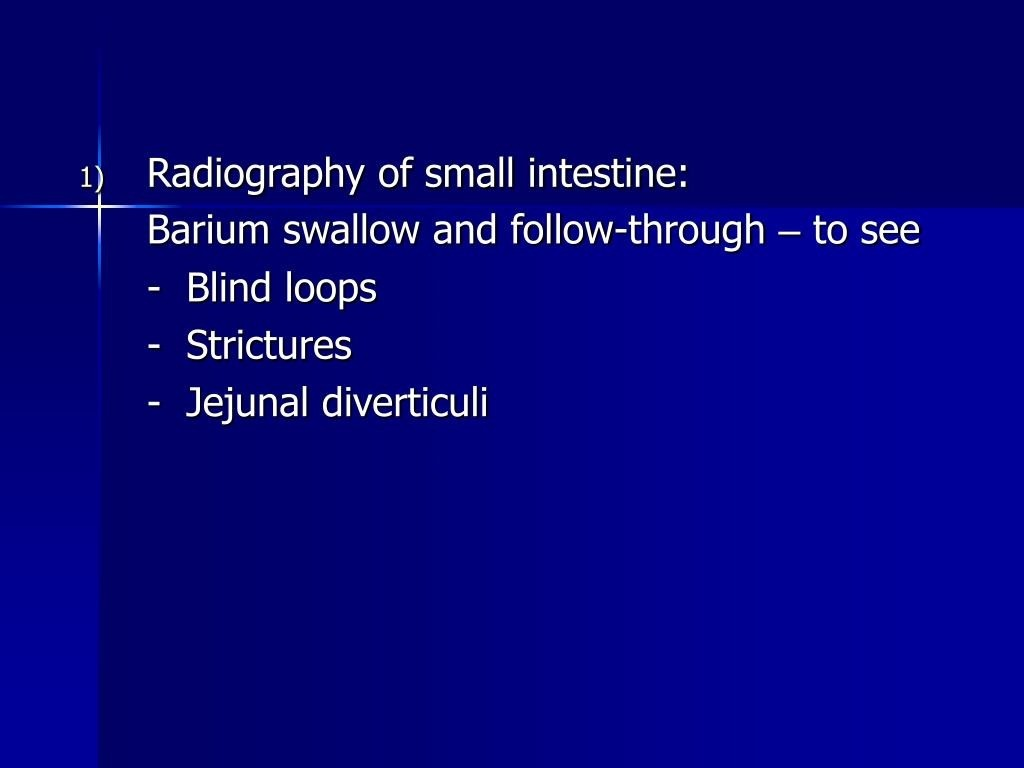 1) Radiography of small intestine:
Barium swallow and follow-through – to see
- Blind loops
- Strictures
- Jejunal diverticuli